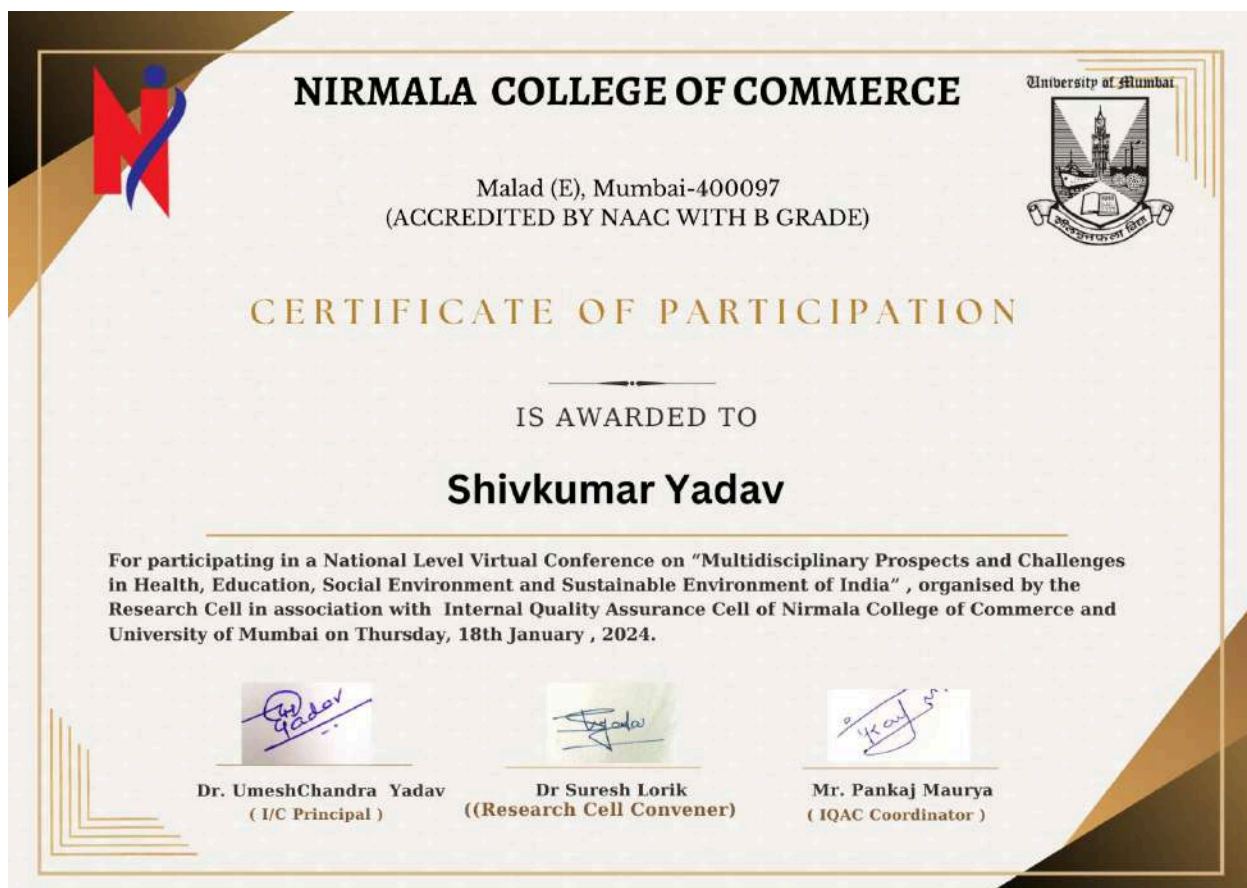 NIRMALA COLLEGE OF COMMERCE
University of Mumbai
Malad (E), Mumbai-400097
(ACCREDITED BY NAAC WITH B GRADE)
CERTIFICATE OF PARTICIPATION
IS AWARDED TO
Shivkumar Yadav
For participating in a National Level Virtual Conference on “Multidisciplinary Prospects and Challenges
in Health, Education, Social Environment and Sustainable Environment of India” , organised by the
Research Cell in association with Internal Quality Assurance Cell of Nirmala College of Commerce and
University of Mumbai on Thursday, 18th January , 2024.
Yadav
Dr. UmeshChandra Yadav
Dr Suresh Lorik
Mr. Pankaj Maurya
( I/C Principal )
((Research Cell Convener)
( IQAC Coordinator )